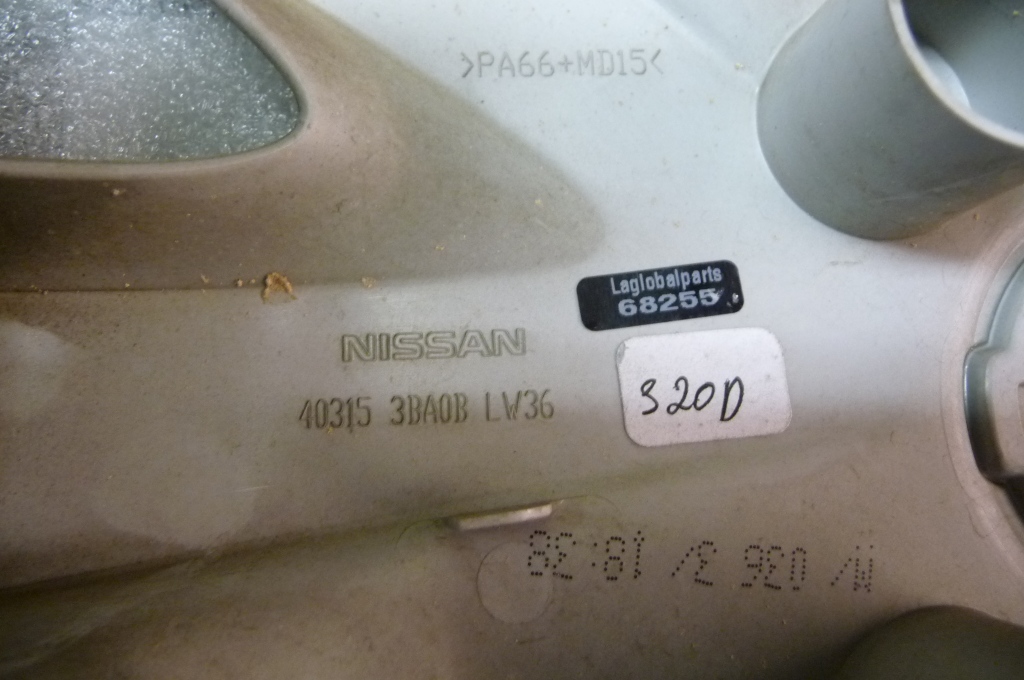 >PA66+MD15<
Laglobalparts
68255
NISSAN
40315 3BA0B LW36
320D